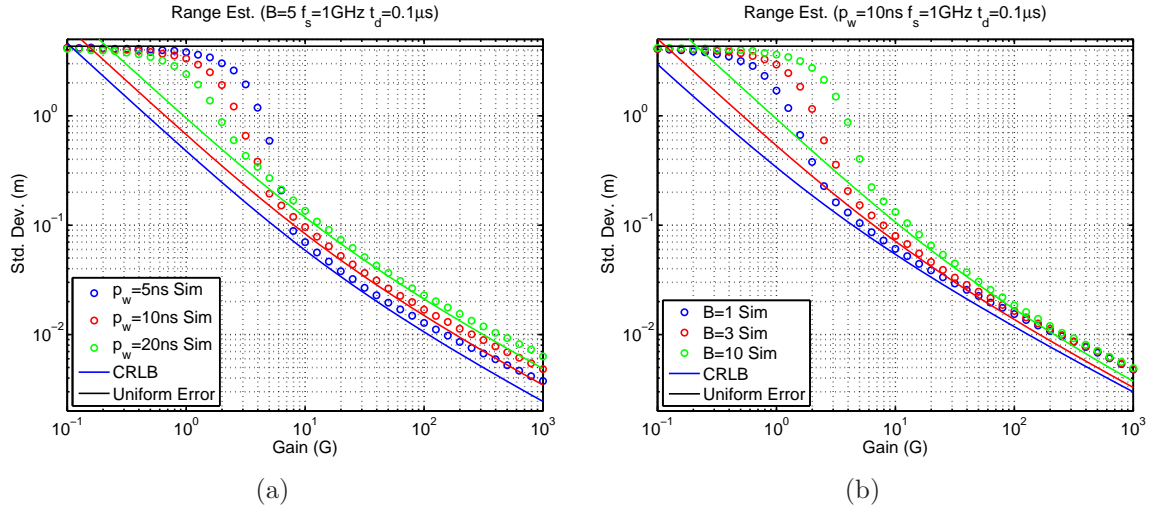 Range Est. (B=5 f_s=1GHz t_d=0.1μs)
Std. Dev. (m)
10^0
10^-1
10^-2
p_w=5ns Sim
p_w=10ns Sim
p_w=20ns Sim
CRLB
Uniform Error
10^-1 10^0 10^1 10^2 10^3
Gain (G)
(a)
Range Est. (p_w=10ns f_s=1GHz t_d=0.1μs)
Std. Dev. (m)
10^0
10^-1
10^-2
B=1 Sim
B=3 Sim
B=10 Sim
CRLB
Uniform Error
10^-1 10^0 10^1 10^2 10^3
Gain (G)
(b)